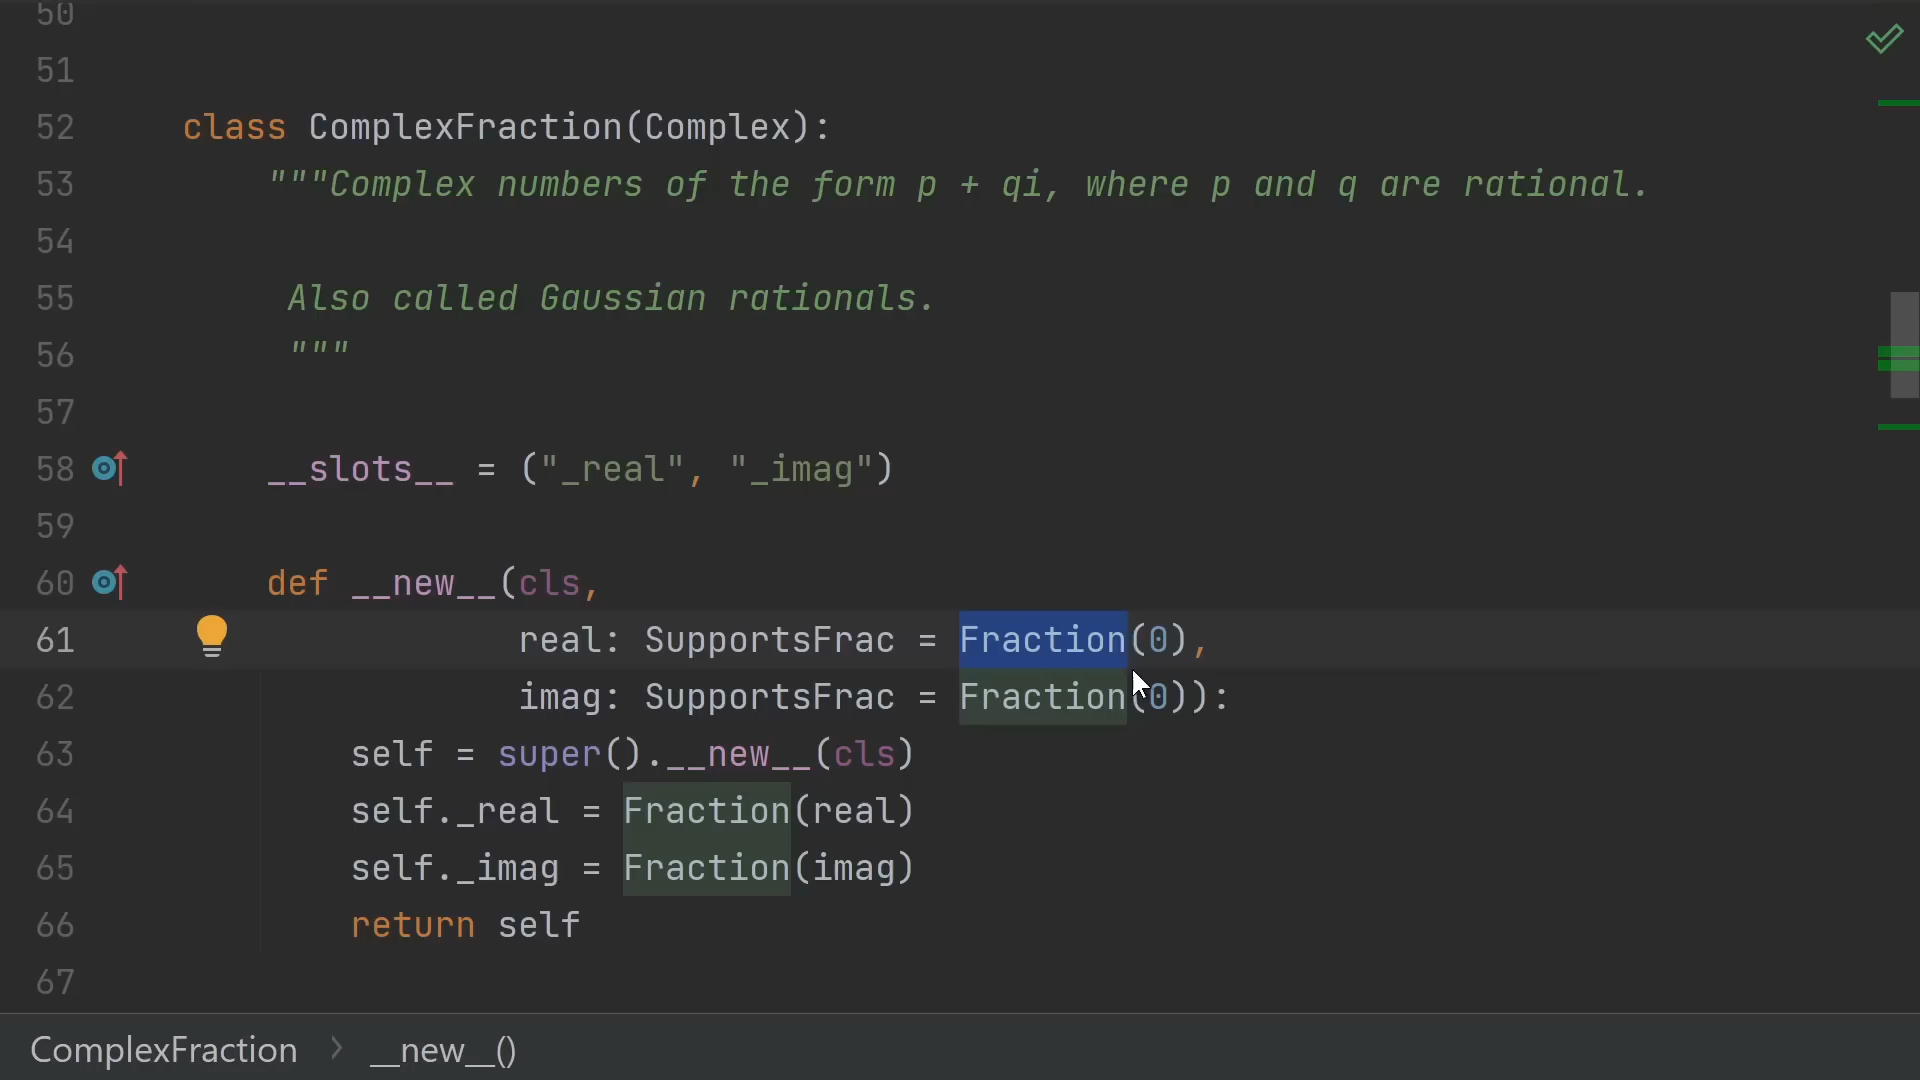 50
51
52 class ComplexFraction(Complex):
53 """Complex numbers of the form p + qi, where p and q are rational.
54
55 Also called Gaussian rationals.
56 """
57
58 __slots__ = ("_real", "_imag")
59
60 def __new__(cls,
61 real: SupportsFrac = Fraction(0),
62 imag: SupportsFrac = Fraction(0)):
63 self = super().__new__(cls)
64 self._real = Fraction(real)
65 self._imag = Fraction(imag)
66 return self
67
ComplexFraction > __new__()